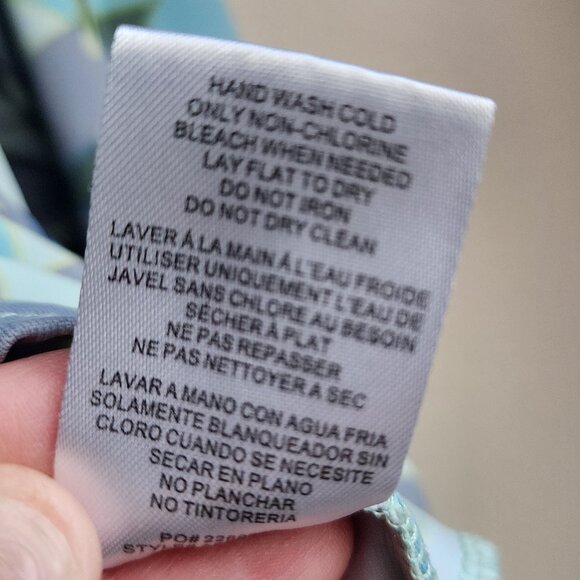 HAND WASH COLD
ONLY NON-CHLORINE
BLEACH WHEN NEEDED
LAY FLAT TO DRY
DO NOT IRON
DO NOT DRY CLEAN
LAVER Á LA MAIN Á L'EAU FROIDE
UTILISER UNIQUEMENT L'EAU DE
JAVEL SANS CHLORE AU BESOIN
SÉCHER Á PLAT
NE PAS REPASSER
NE PAS NETTOYER A SEC
LAVAR A MANO CON AGUA FRIA
SOLAMENTE BLANQUEADOR SIN
CLORO CUANDO SE NECESITE
SECAR EN PLANO
NO PLANCHAR
NO TINTORERIA
PO#